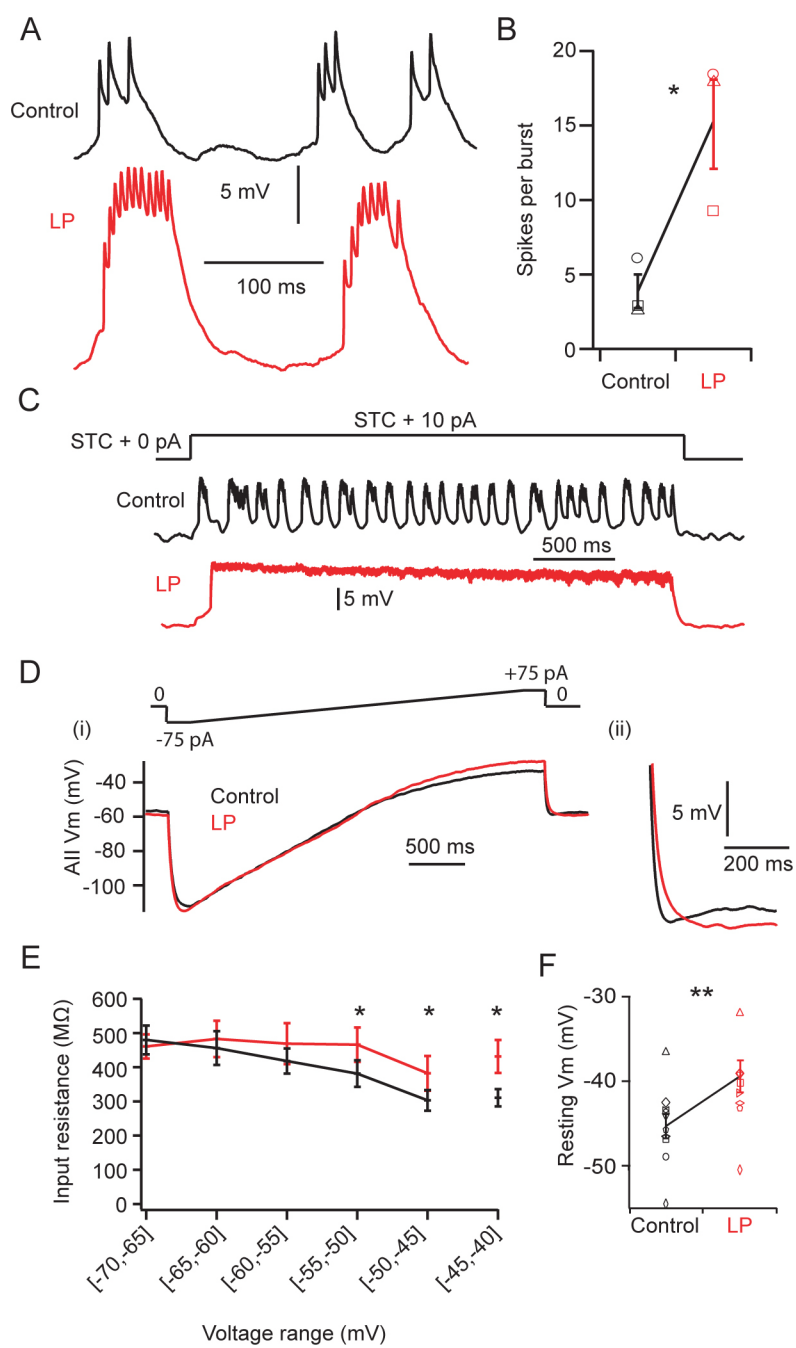 A
Control
5 mV
LP
100 ms
B
Spikes per burst
20
15
10
5
0
*
Control
LP
C
STC + 10 pA
STC + 0 pA
Control
500 ms
LP
5 mV
D
+75 pA
0
0
-75 pA
(i)
(ii)
All Vm (mV)
-40
-60
-80
-100
Control
LP
500 ms
5 mV
200 ms
E
Input resistance (MΩ)
600
500
400
300
200
100
0
*
*
*
[-70,-65]
[-65,-60]
[-60,-55]
[-55,-50]
[-50,-45]
[-45,-40]
Voltage range (mV)
F
Resting Vm (mV)
-30
-40
-50
**
Control
LP